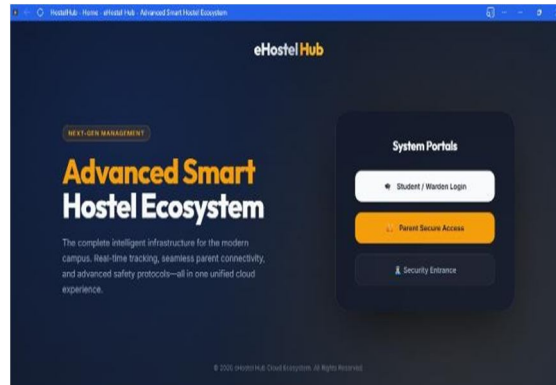 HostelHub - Home - eHostel Hub - Advanced Smart Hostel Ecosystem
eHostel Hub
NEXT-GEN MANAGEMENT
Advanced Smart
Hostel Ecosystem
The complete intelligent infrastructure for the modern
campus. Real-time tracking, seamless parent connectivity,
and advanced safety protocols—all in one unified cloud
experience.
System Portals
Student / Warden Login
Parent Secure Access
Security Entrance
eHostel Hub Cloud Ecosystem. All Rights Reserved.